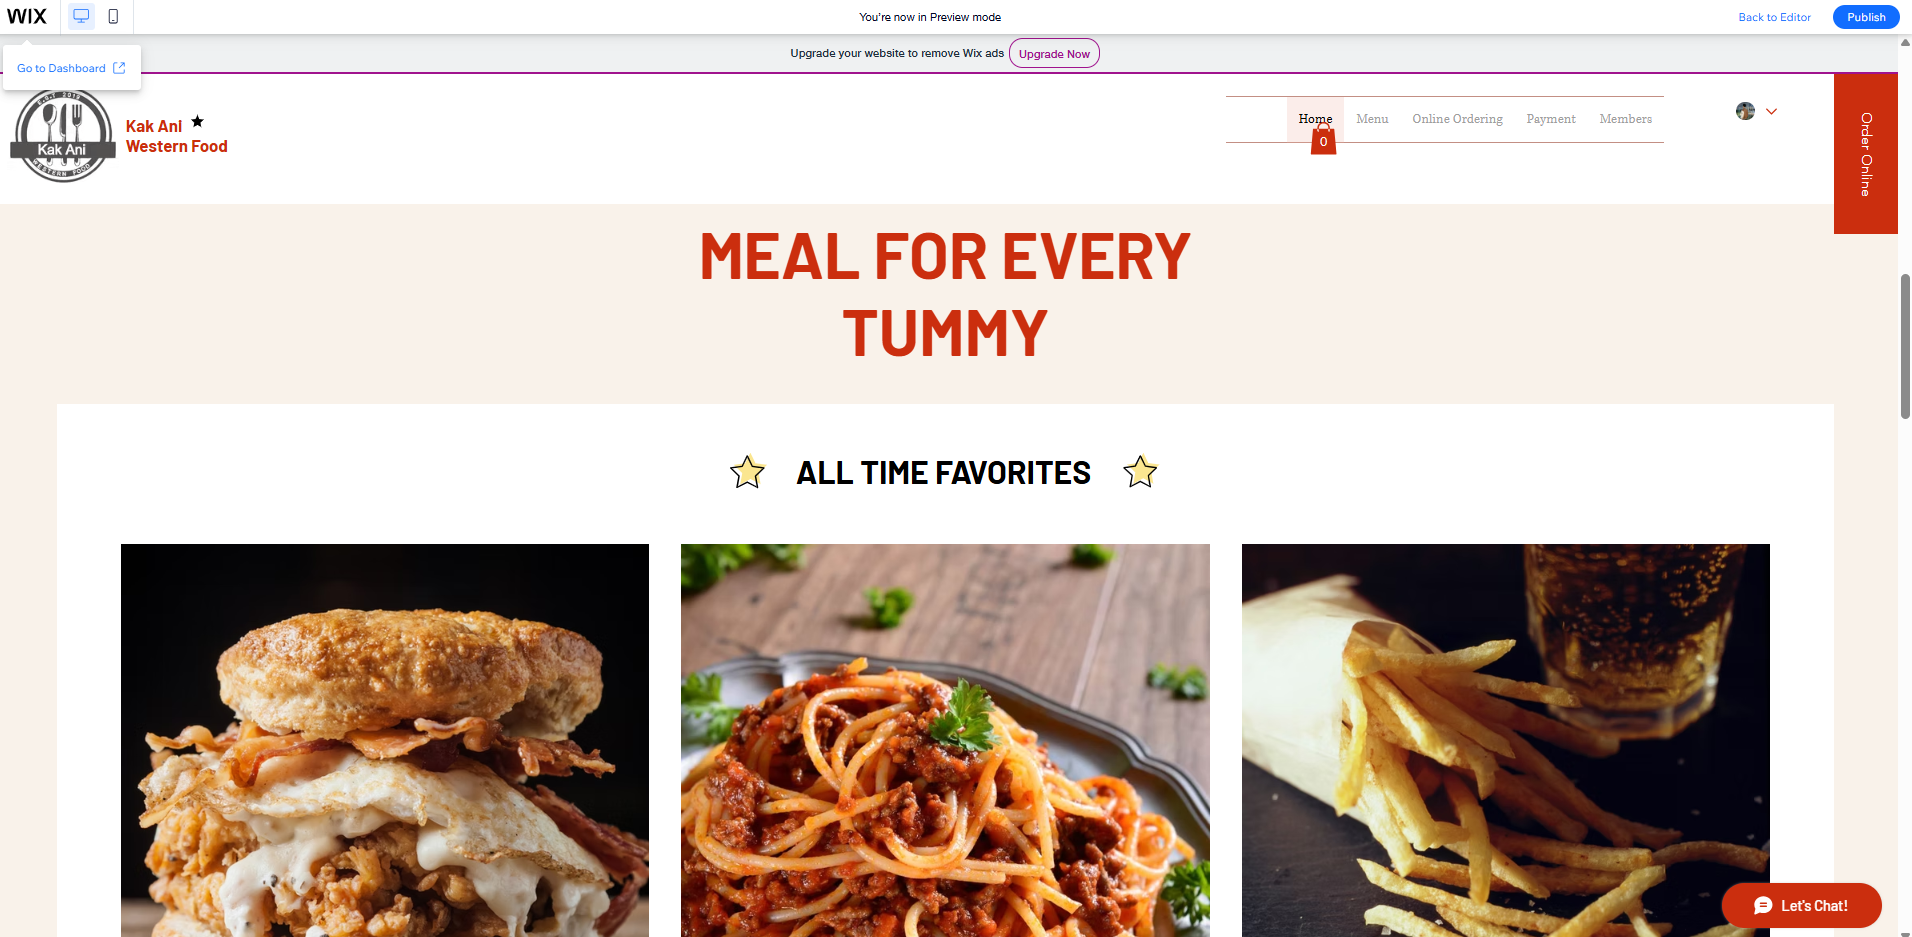 WIX
You're now in Preview mode
Back to Editor
Publish
Upgrade your website to remove Wix ads
Upgrade Now
Go to Dashboard
EST 2019
Kak Ani
WESTERN FOOD
Kak Ani
Western Food
Home
Menu
Online Ordering
Payment
Members
0
Order Online
MEAL FOR EVERY
TUMMY
ALL TIME FAVORITES
Let's Chat!